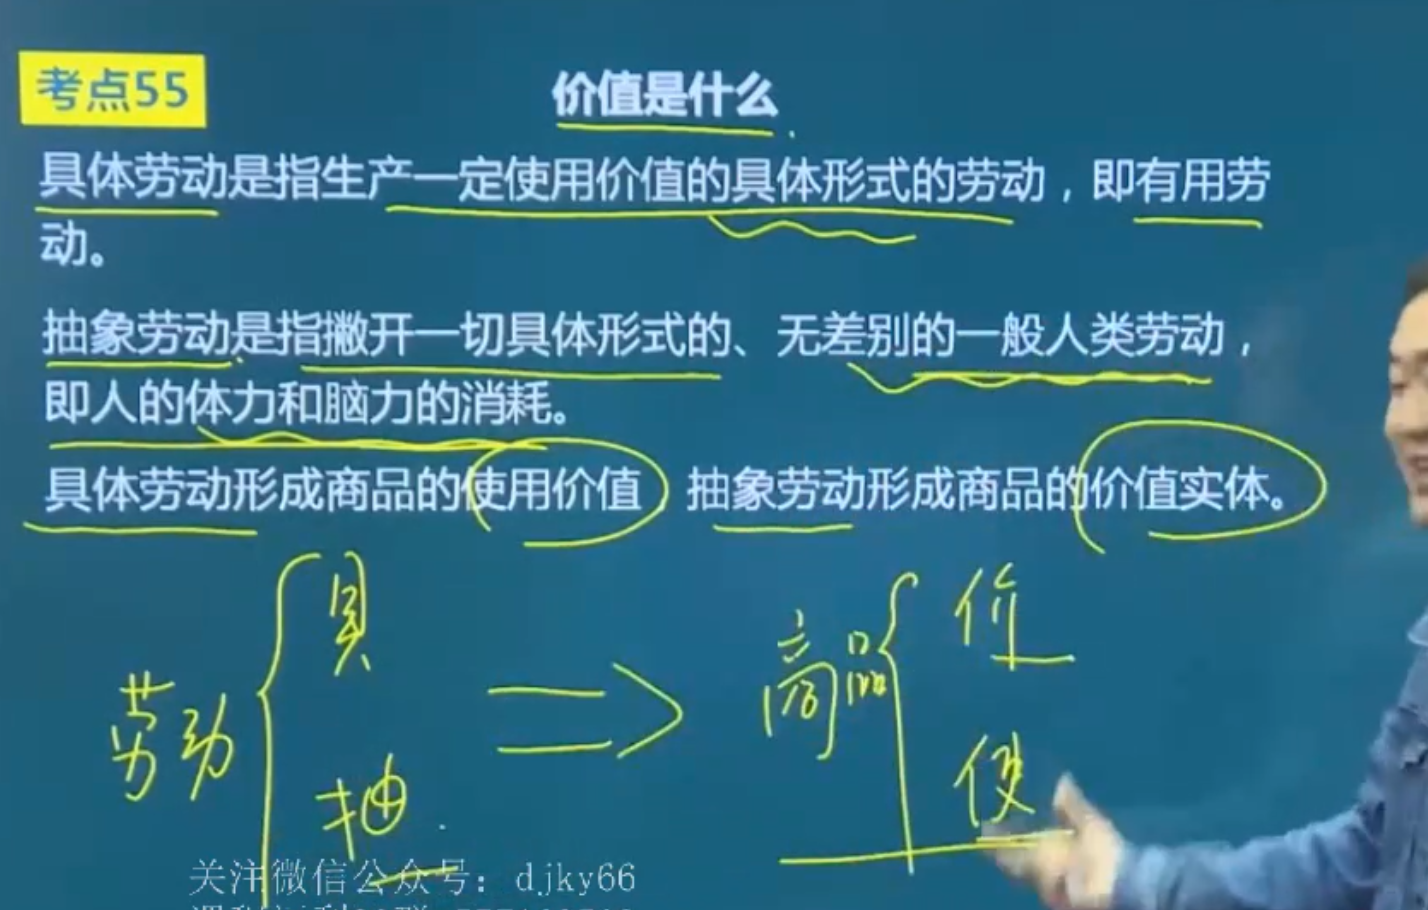 考点55
价值是什么
具体劳动是指生产一定使用价值的具体形式的劳动，即有用劳
动。
抽象劳动是指撇开一切具体形式的、无差别的一般人类劳动，
即人的体力和脑力的消耗。
具体劳动形成商品的使用价值，抽象劳动形成商品的价值实体。
劳动
具
抽
商品
价
使
关注微信公众号：djky66